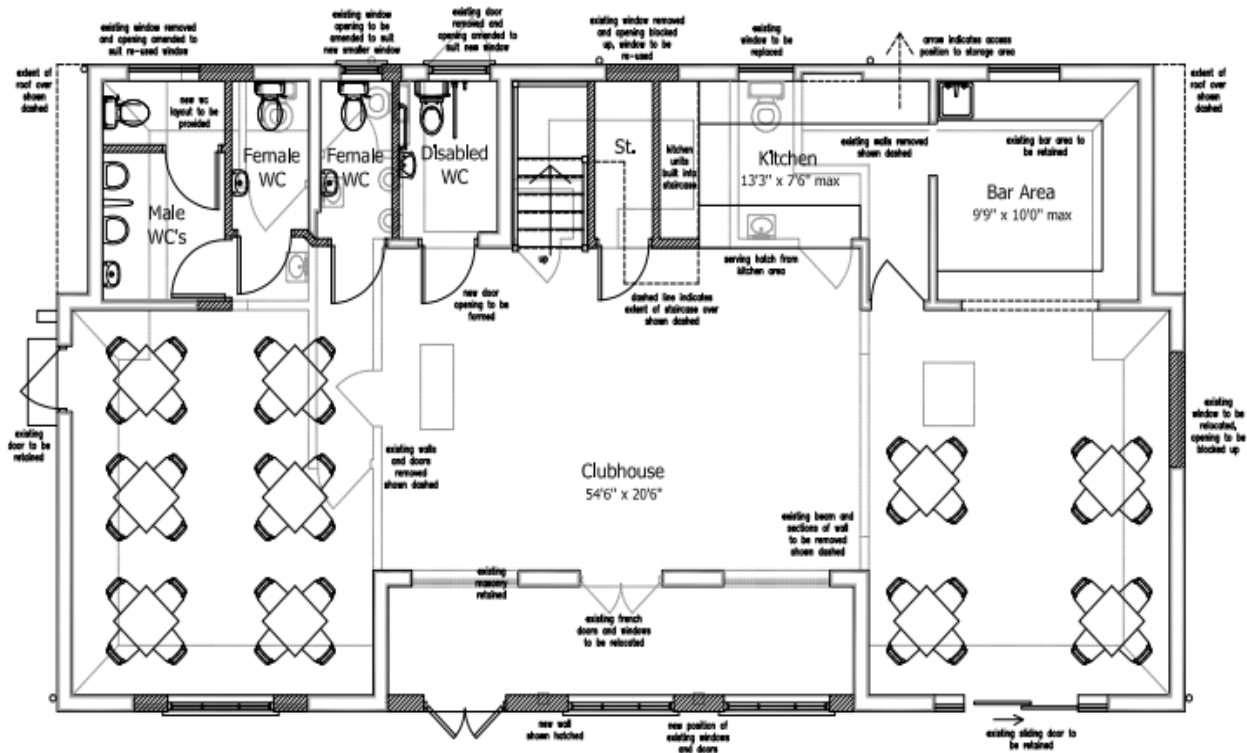 existing window removed
and opening amended to
suit re-used window
existing window
opening to be
amended to suit
new smaller window
existing door
removed and
opening amended to
suit new window
existing window
removed and
opening blocked
up, window to be
re-used
existing
window to be
replaced
arrow indicates access
position to storage area
extent of
roof over
shown
dashed
extent of
roof over
shown
dashed
new wc
layout to be
provided
Female
WC
Female
WC
Disabled
WC
St.
kitchen
units
built into
staircase
Kitchen
13'3" x 7'6" max
existing walls removed
shown dashed
existing bar area to
be retained
Bar Area
9'9" x 10'0" max
Male
WC's
up
serving hatch from
kitchen area
new door
opening to be
formed
dashed line indicates
extent of staircase over
shown dashed
existing
door to be
retained
existing walls
and doors
removed
shown dashed
existing
window to be
relocated,
opening to be
blocked up
Clubhouse
54'6" x 20'6"
existing beam and
sections of wall
to be removed
shown dashed
existing
masonry
retained
existing french
doors and windows
to be relocated
new wall
shown hatched
new position of
existing windows
and doors
existing sliding door to
be retained